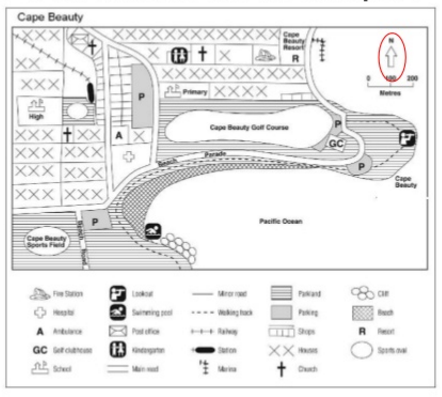 Cape Beauty
Cape
Beauty
Resort
R
N
0 100 200
Metres
P
Primary
High
A
Cape Beauty Golf Course
P
GC
P
Beach Parade
Cape
Beauty
Pacific Ocean
P
Beach Road
Cape Beauty
Sports Field
Fire Station
Lookout
Minor road
Parkland
Cliff
Hospital
Swimming pool
Walking track
Parking
Beach
A Ambulance
Post office
Railway
Shops
R Resort
GC Golf clubhouse
Kindergarten
Station
Houses
Sports oval
School
Main road
Marina
Church